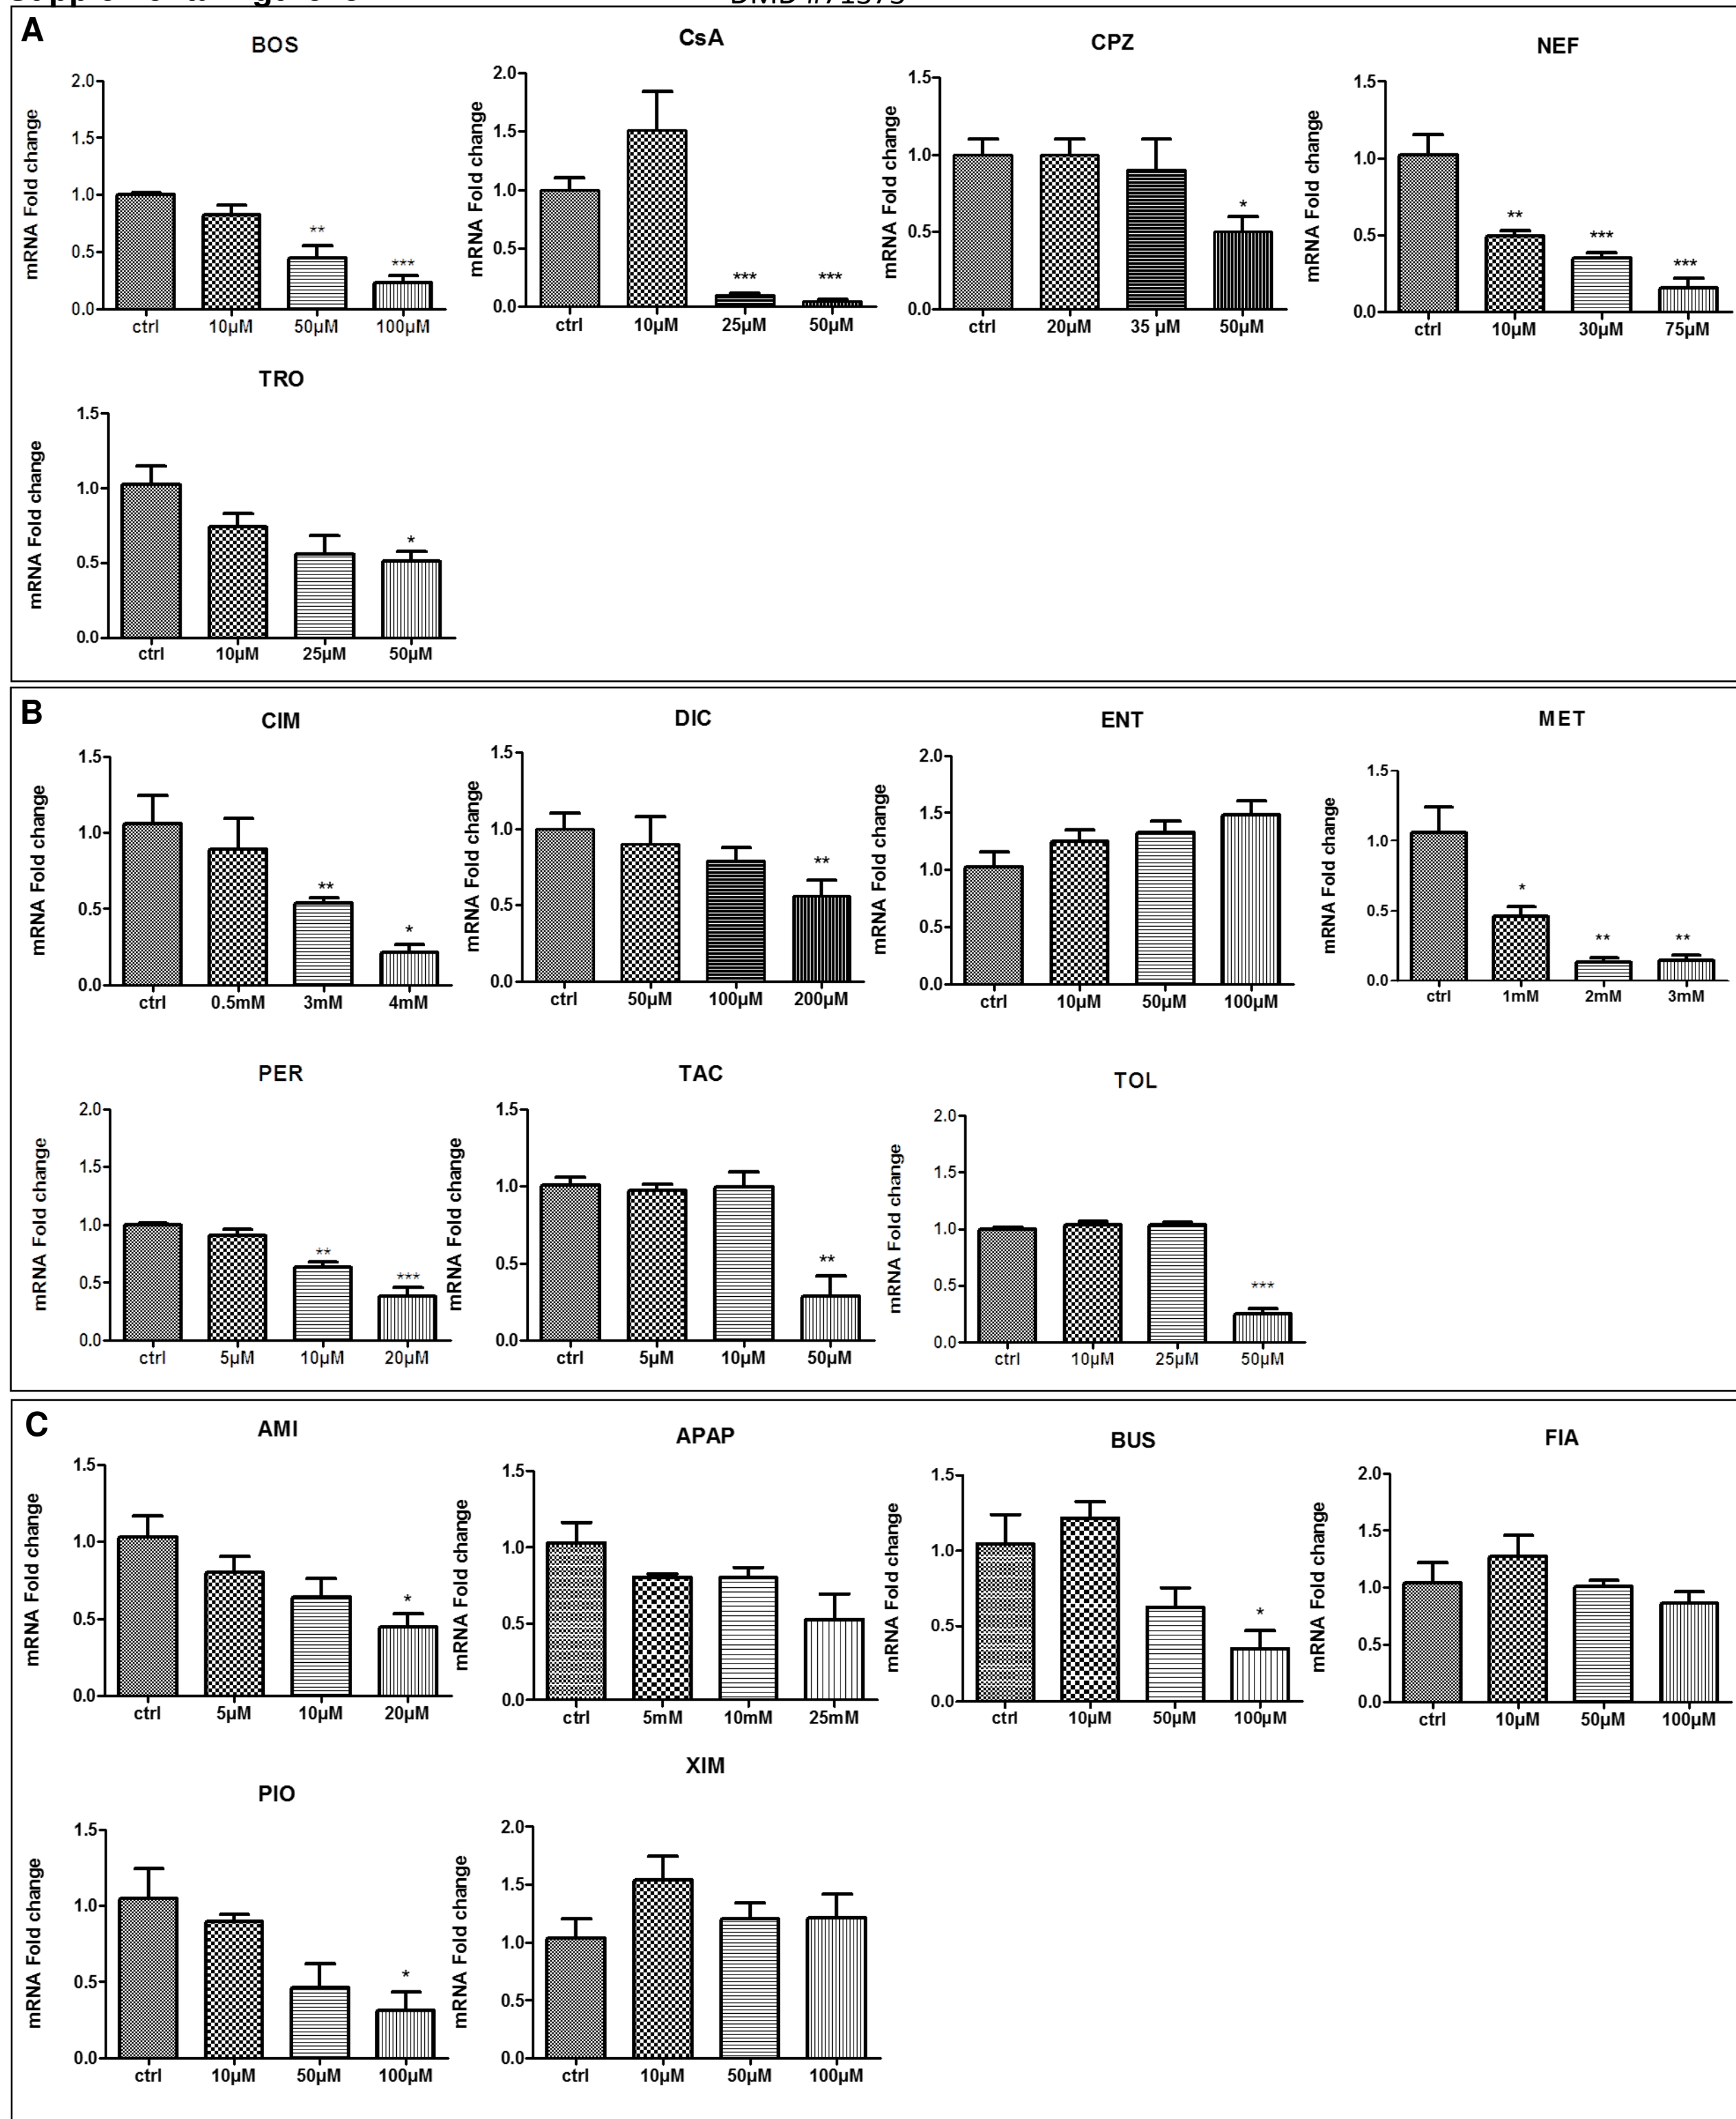 A
BOS
mRNA Fold change
2.0
1.5
1.0
0.5
0.0
**
***
ctrl 10µM 50µM 100µM
CsA
mRNA Fold change
2.0
1.5
1.0
0.5
0.0
***
***
ctrl 10µM 25µM 50µM
CPZ
mRNA Fold change
1.5
1.0
0.5
0.0
*
ctrl 20µM 35 µM 50µM
NEF
mRNA Fold change
1.5
1.0
0.5
0.0
**
***
***
ctrl 10µM 30µM 75µM
TRO
mRNA Fold change
1.5
1.0
0.5
0.0
*
ctrl 10µM 25µM 50µM
B
CIM
mRNA Fold change
1.5
1.0
0.5
0.0
**
*
ctrl 0.5mM 3mM 4mM
DIC
mRNA Fold change
1.5
1.0
0.5
0.0
**
ctrl 50µM 100µM 200µM
ENT
mRNA Fold change
2.0
1.5
1.0
0.5
0.0
ctrl 10µM 50µM 100µM
MET
mRNA Fold change
1.5
1.0
0.5
0.0
*
**
**
ctrl 1mM 2mM 3mM
PER
mRNA Fold change
2.0
1.5
1.0
0.5
0.0
**
***
ctrl 5µM 10µM 20µM
TAC
mRNA Fold change
1.5
1.0
0.5
0.0
**
ctrl 5µM 10µM 50µM
TOL
mRNA Fold change
2.0
1.5
1.0
0.5
0.0
***
ctrl 10µM 25µM 50µM
C
AMI
mRNA Fold change
1.5
1.0
0.5
0.0
*
ctrl 5µM 10µM 20µM
APAP
mRNA Fold change
1.5
1.0
0.5
0.0
ctrl 5mM 10mM 25mM
BUS
mRNA Fold change
1.5
1.0
0.5
0.0
*
ctrl 10µM 50µM 100µM
FIA
mRNA Fold change
2.0
1.5
1.0
0.5
0.0
ctrl 10µM 50µM 100µM
PIO
mRNA Fold change
1.5
1.0
0.5
0.0
*
ctrl 10µM 50µM 100µM
XIM
mRNA Fold change
2.0
1.5
1.0
0.5
0.0
ctrl 10µM 50µM 100µM